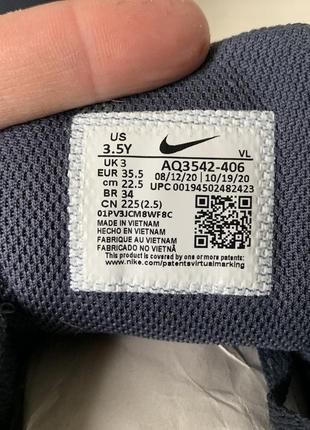 US
3.5Y
VL
UK 3
EUR 35.5
cm 22.5
BR 34
CN 225(2.5)
AQ3542-406
08/12/20 | 10/19/20
UPC 00194502482423
01PV3JCM8WF8C
MADE IN VIETNAM
HECHO EN VIETNAM
FABRIQUE AU VIETNAM
FABRICADO NO VIETNÃ
This product is covered by one or more patents:
see www.nike.com/patentsvirtualmarking